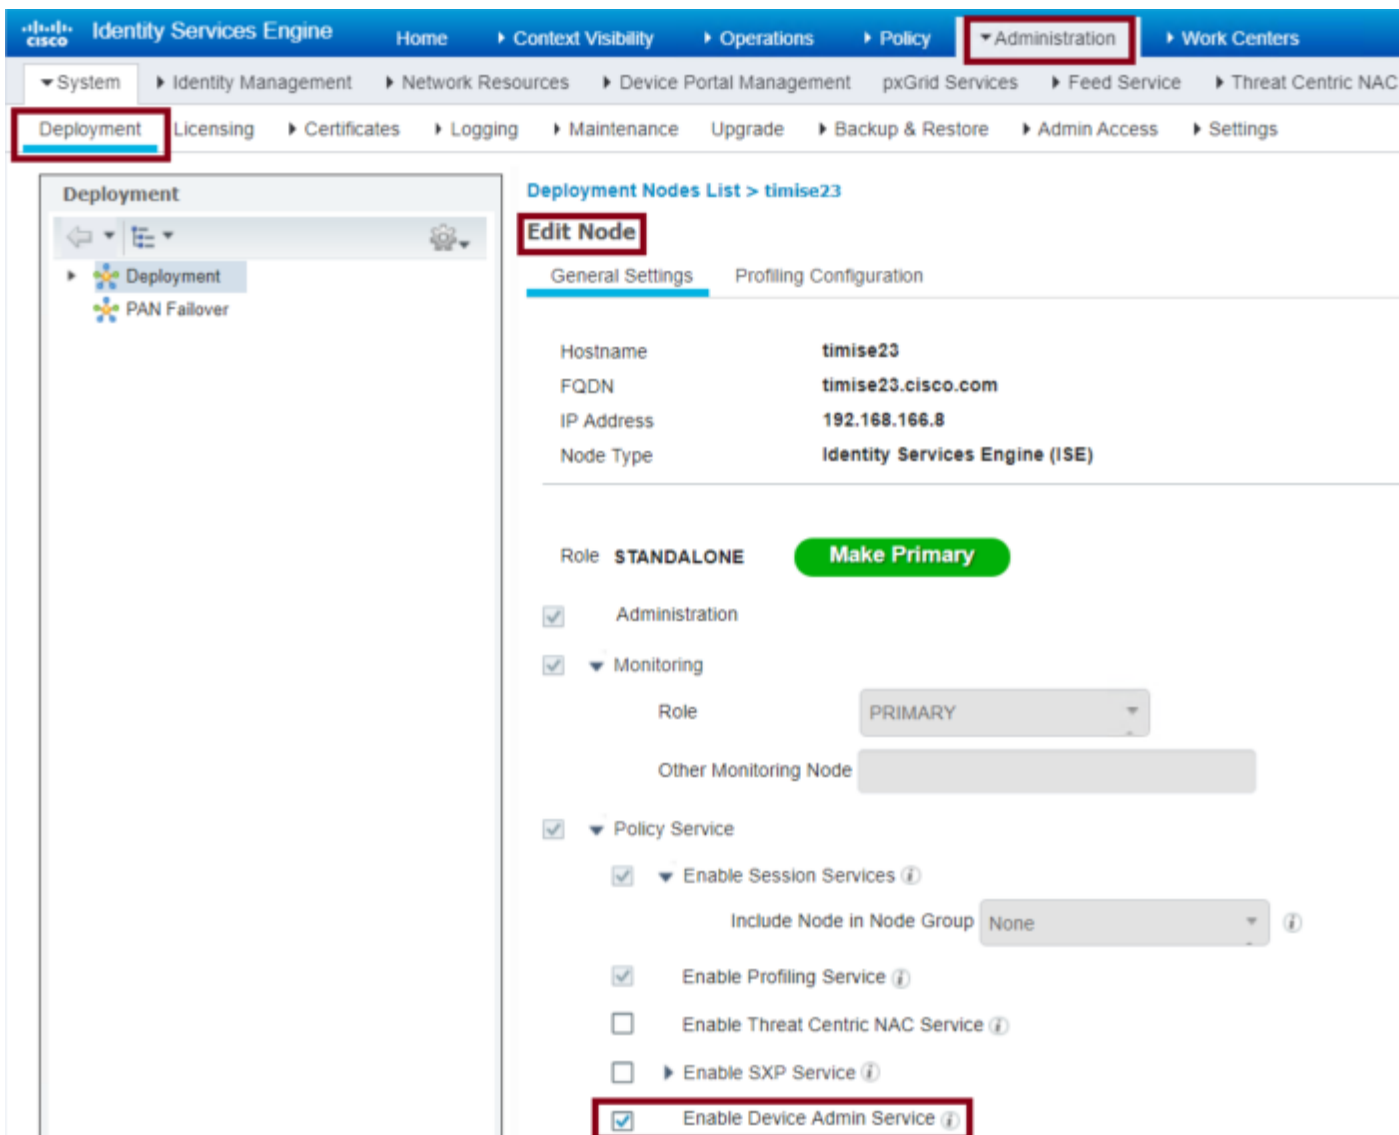 cisco Identity Services Engine Home Context Visibility Operations Policy Administration Work Centers
System Identity Management Network Resources Device Portal Management pxGrid Services Feed Service Threat Centric NAC
Deployment Licensing Certificates Logging Maintenance Upgrade Backup & Restore Admin Access Settings
Deployment
Deployment
PAN Failover
Deployment Nodes List > timise23
Edit Node
General Settings Profiling Configuration
Hostname timise23
FQDN timise23.cisco.com
IP Address 192.168.166.8
Node Type Identity Services Engine (ISE)
Role STANDALONE Make Primary
Administration
Monitoring
Role PRIMARY
Other Monitoring Node
Policy Service
Enable Session Services
Include Node in Node Group None
Enable Profiling Service
Enable Threat Centric NAC Service
Enable SXP Service
Enable Device Admin Service